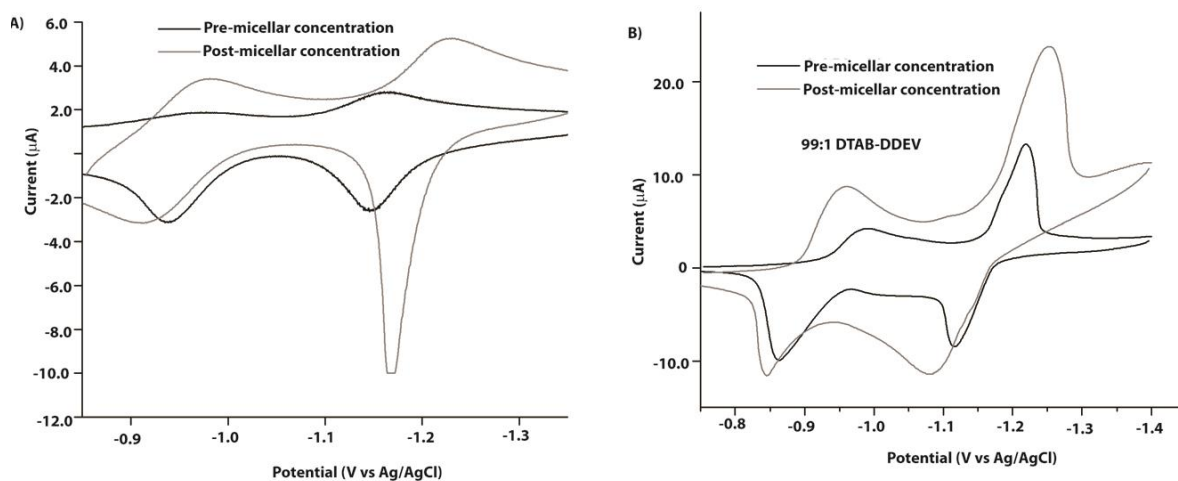 A)
6.0
4.0
2.0
-2.0
-4.0
-6.0
-8.0
-10.0
-12.0
Current (µA)
Pre-micellar concentration
Post-micellar concentration
-0.9 -1.0 -1.1 -1.2 -1.3
Potential (V vs Ag/AgCl)
B)
20.0
10.0
0
-10.0
Current (µA)
Pre-micellar concentration
Post-micellar concentration
99:1 DTAB-DDEV
-0.8 -0.9 -1.0 -1.1 -1.2 -1.3 -1.4
Potential (V vs Ag/AgCl)